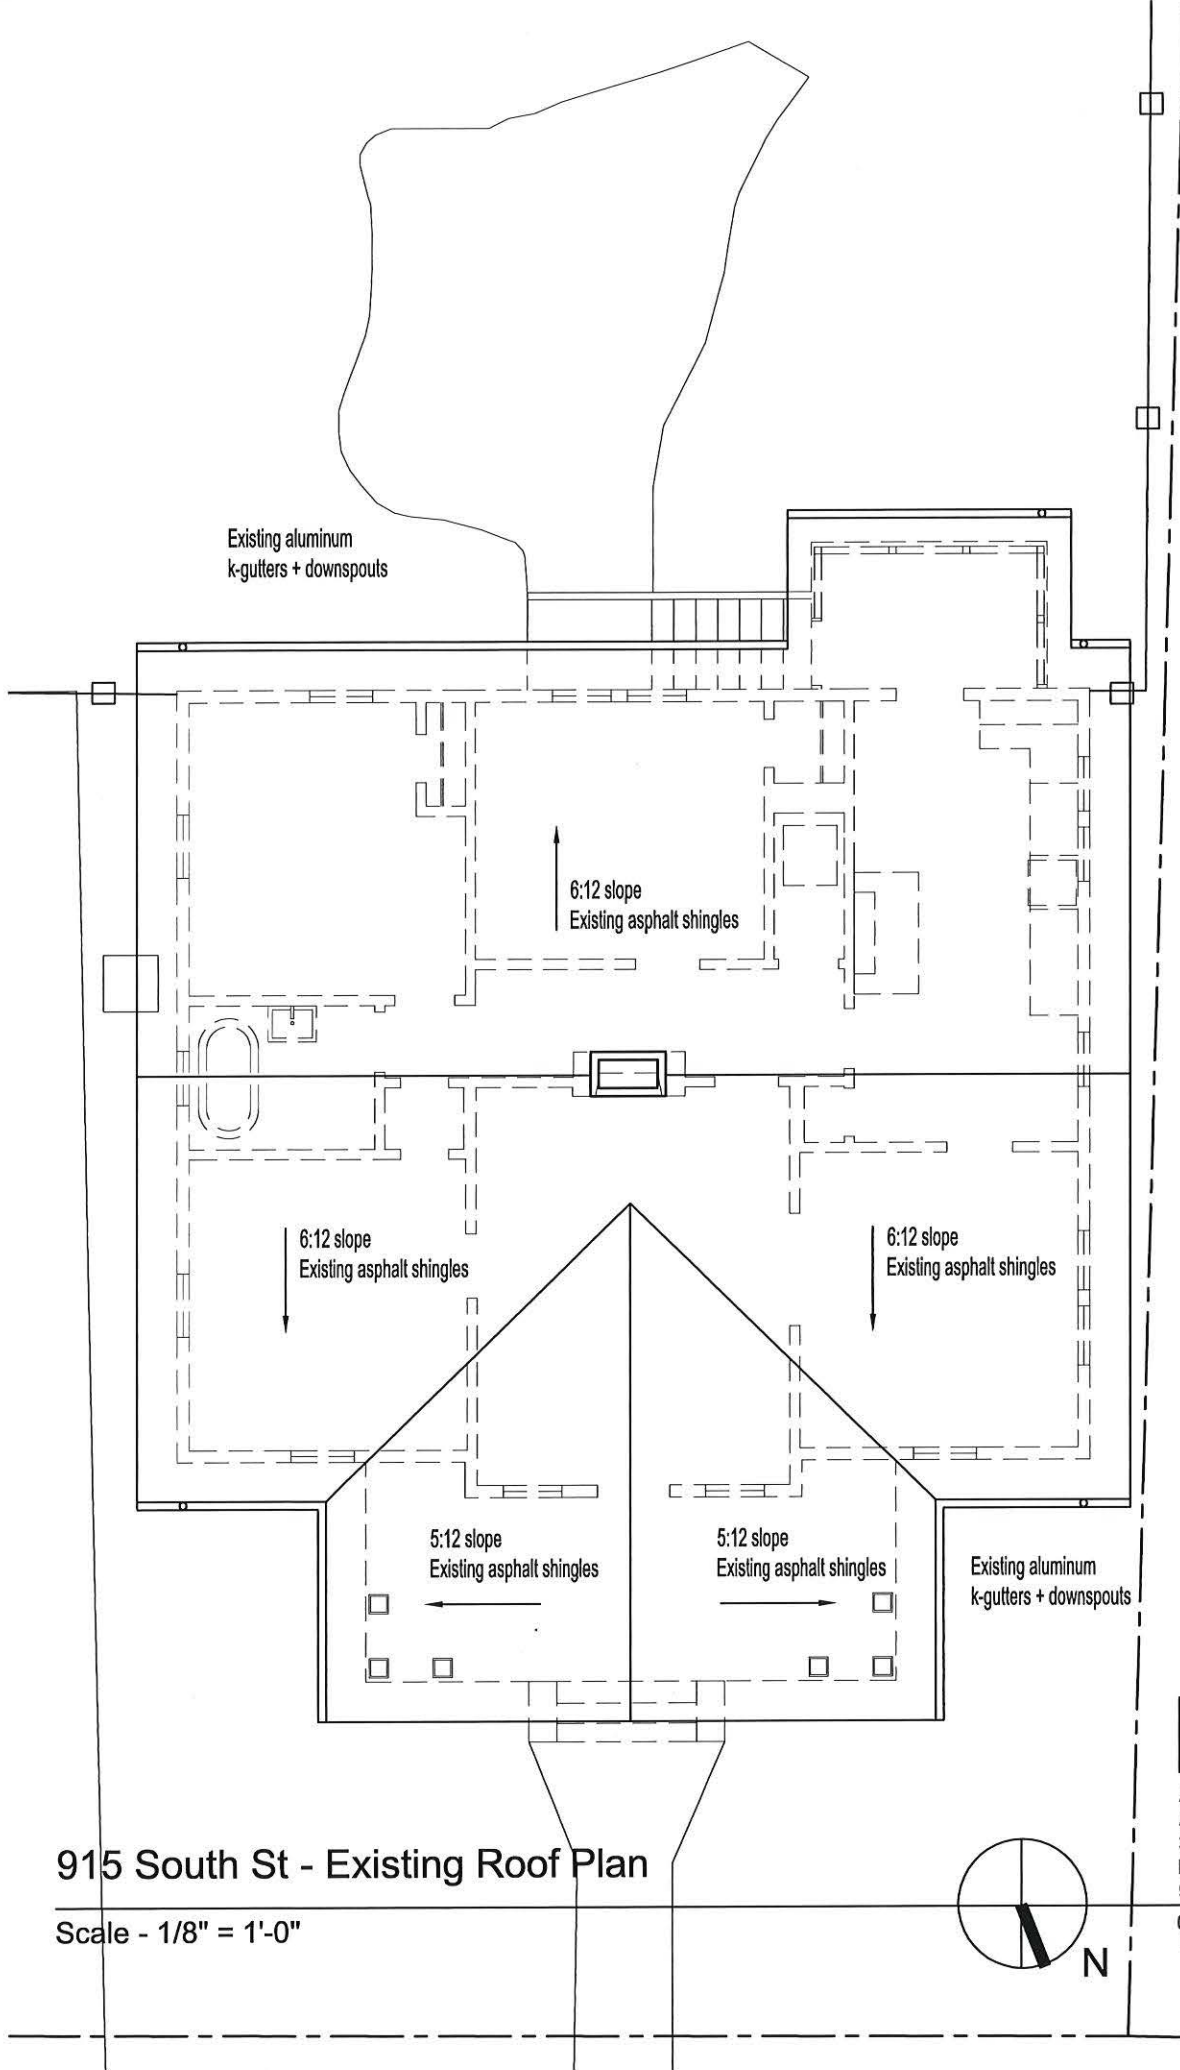 Existing aluminum
k-gutters + downspouts
6:12 slope
Existing asphalt shingles
6:12 slope
Existing asphalt shingles
6:12 slope
Existing asphalt shingles
5:12 slope
Existing asphalt shingles
5:12 slope
Existing asphalt shingles
Existing aluminum
k-gutters + downspouts
915 South St - Existing Roof Plan
Scale - 1/8" = 1'-0"
N